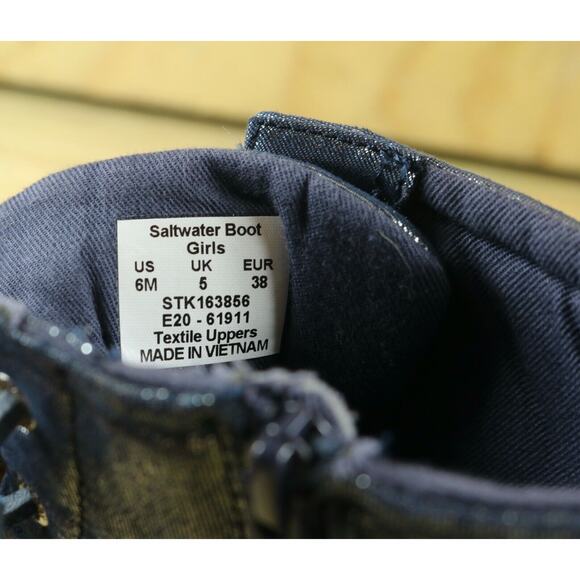 Saltwater Boot
Girls
US UK EUR
6M 5 38
STK163856
E20 - 61911
Textile Uppers
MADE IN VIETNAM